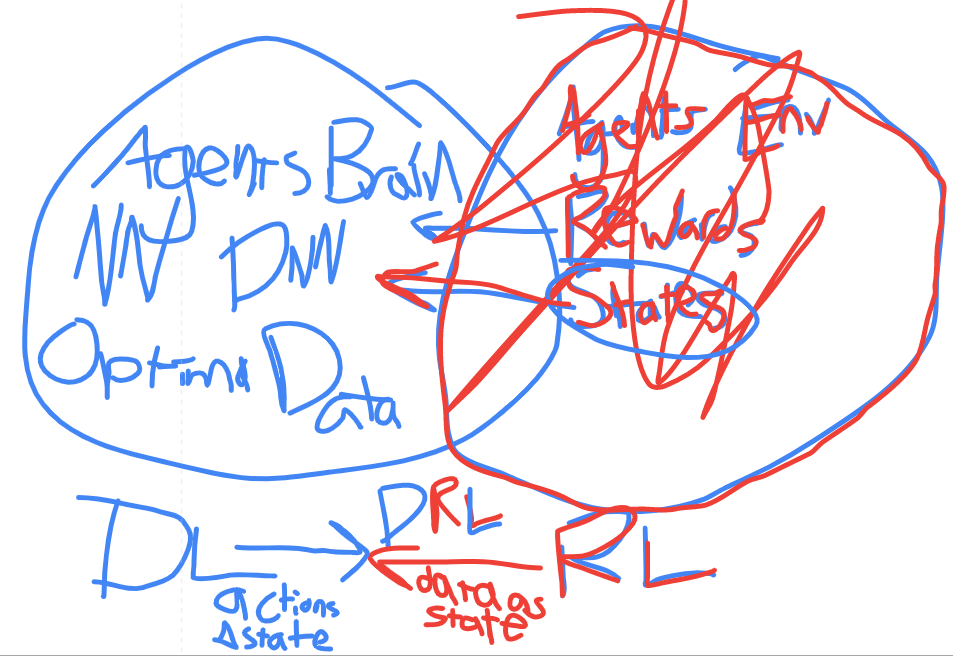 Agents Brain
NN DNN
Optimal Data
Agents Env
Rewards
States
DL
DRL
RL
actions
Δstate
data as
state